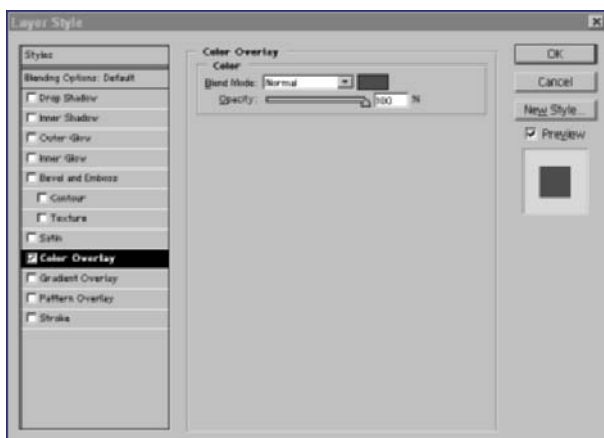 Layer Style
Styles
Blending Options: Default
Drop Shadow
Inner Shadow
Outer Glow
Inner Glow
Bevel and Emboss
Contour
Texture
Satin
Color Overlay
Gradient Overlay
Pattern Overlay
Stroke
Color Overlay
Color
Blend Mode: Normal
Opacity: 100 %
OK
Cancel
New Style...
Preview